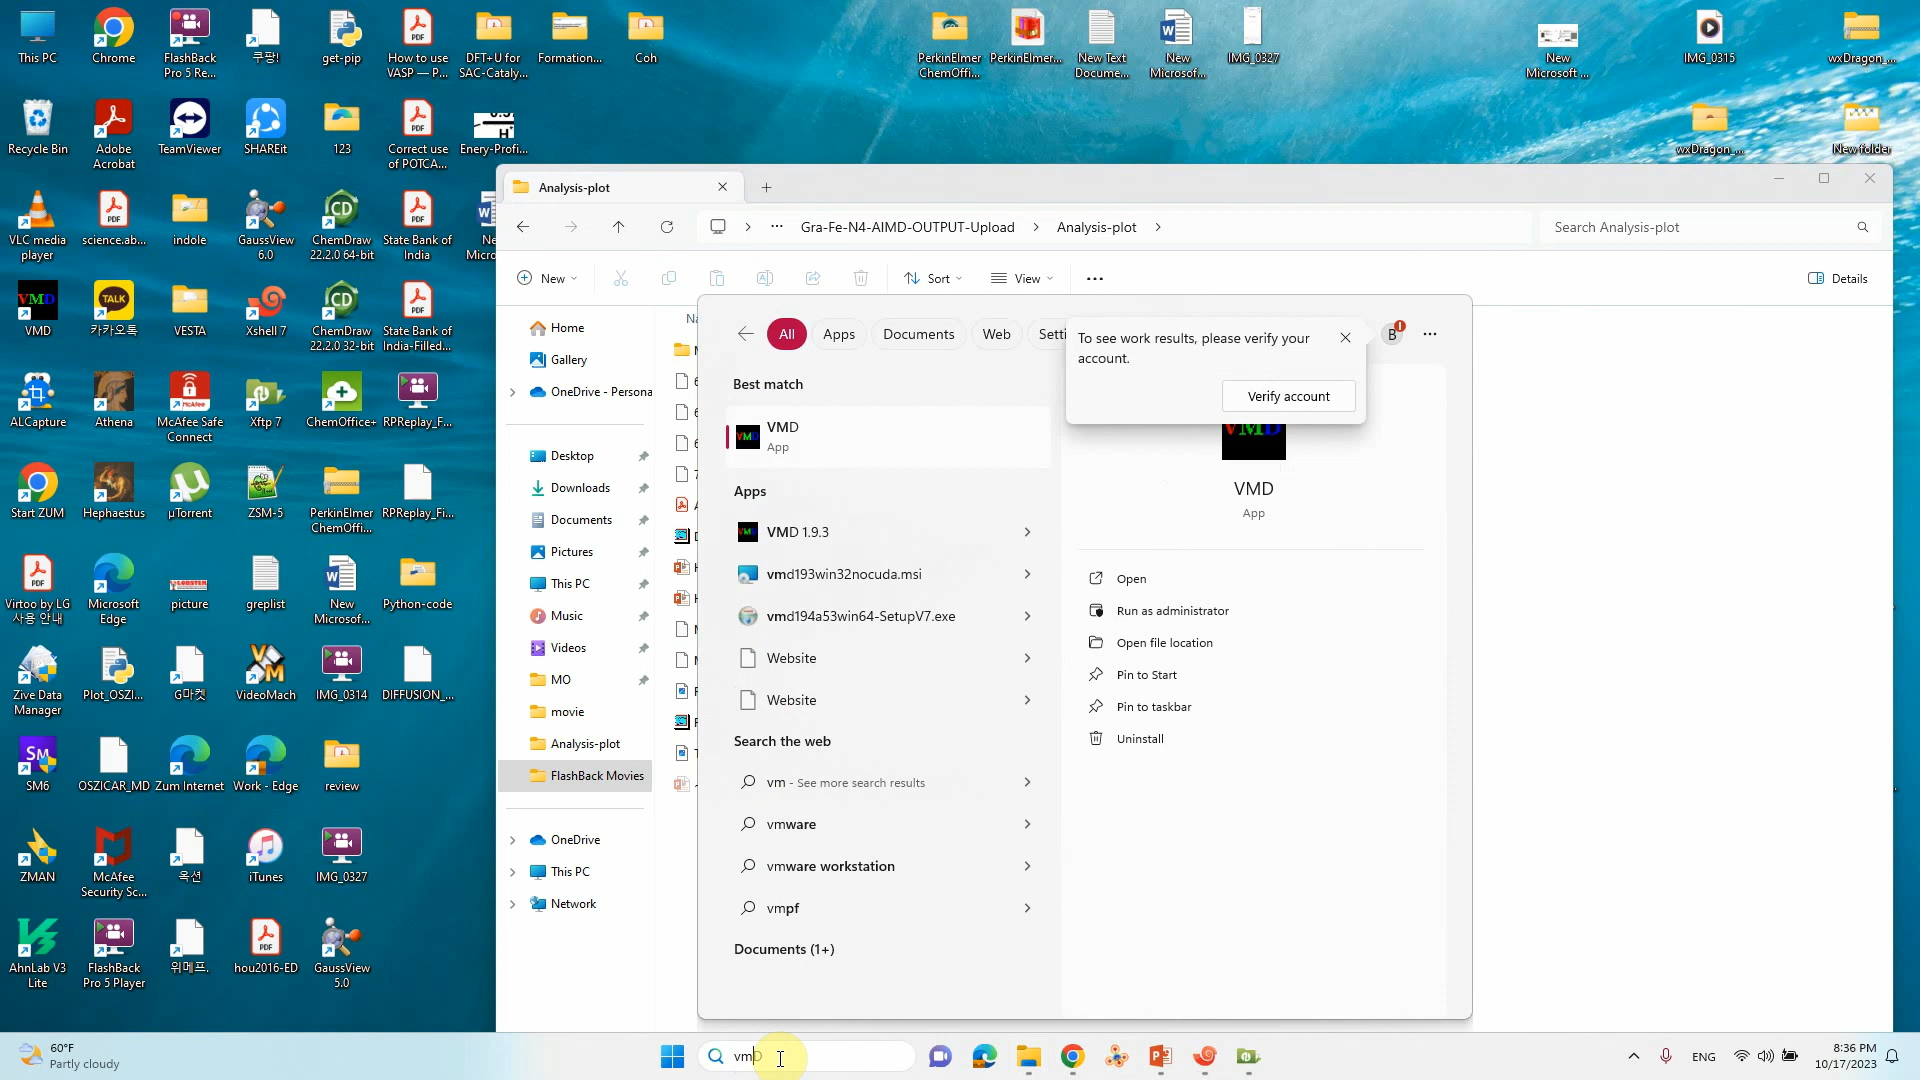 This PC
Chrome
FlashBack
Pro 5 Re...
쿠팡!
get-pip
How to use
VASP — P...
DFT+U for
SAC-Cataly...
Formation...
Coh
PerkinElmer
ChemOffi...
PerkinElmer...
New Text
Docume...
New
Microsof...
IMG_0327
New
Microsoft ...
IMG_0315
wxDragon_...
Recycle Bin
Adobe
Acrobat
TeamViewer
SHAREit
123
Correct use
of POTCA...
Enery-Profi...
wxDragon_...
New folder
VLC media
player
science.ab...
indole
GaussView
6.0
ChemDraw
22.2.0 64-bit
State Bank of
India
VMD
카카오톡
VESTA
Xshell 7
ChemDraw
22.2.0 32-bit
State Bank of
India-Filled...
ALCapture
Athena
McAfee Safe
Connect
Xftp 7
ChemOffice+
RPReplay_F...
Start ZUM
Hephaestus
µTorrent
ZSM-5
PerkinElmer
ChemOffi...
RPReplay_Fi...
Virtoo by LG
사용 안내
Microsoft
Edge
picture
greplist
New
Microsof...
Python-code
Zive Data
Manager
Plot_OSZI...
G마켓
VideoMach
IMG_0314
DIFFUSION_...
SM6
OSZICAR_MD
Zum Internet
Work - Edge
review
ZMAN
McAfee
Security Sc...
옥션
iTunes
IMG_0327
AhnLab V3
Lite
FlashBack
Pro 5 Player
위메프.
hou2016-ED
GaussView
5.0
Analysis-plot
Gra-Fe-N4-AIMD-OUTPUT-Upload
Analysis-plot
Search Analysis-plot
New
Sort
View
Details
Home
Gallery
OneDrive - Persona
Desktop
Downloads
Documents
Pictures
This PC
Music
Videos
MO
movie
Analysis-plot
FlashBack Movies
OneDrive
This PC
Network
All
Apps
Documents
Web
Setti
B
To see work results, please verify your
account.
Verify account
Best match
VMD
App
Apps
VMD 1.9.3
vmd193win32nocuda.msi
vmd194a53win64-SetupV7.exe
Website
Website
Search the web
vm - See more search results
vmware
vmware workstation
vmpf
Documents (1+)
VMD
App
Open
Run as administrator
Open file location
Pin to Start
Pin to taskbar
Uninstall
60°F
Partly cloudy
vmD
ENG
8:36 PM
10/17/2023